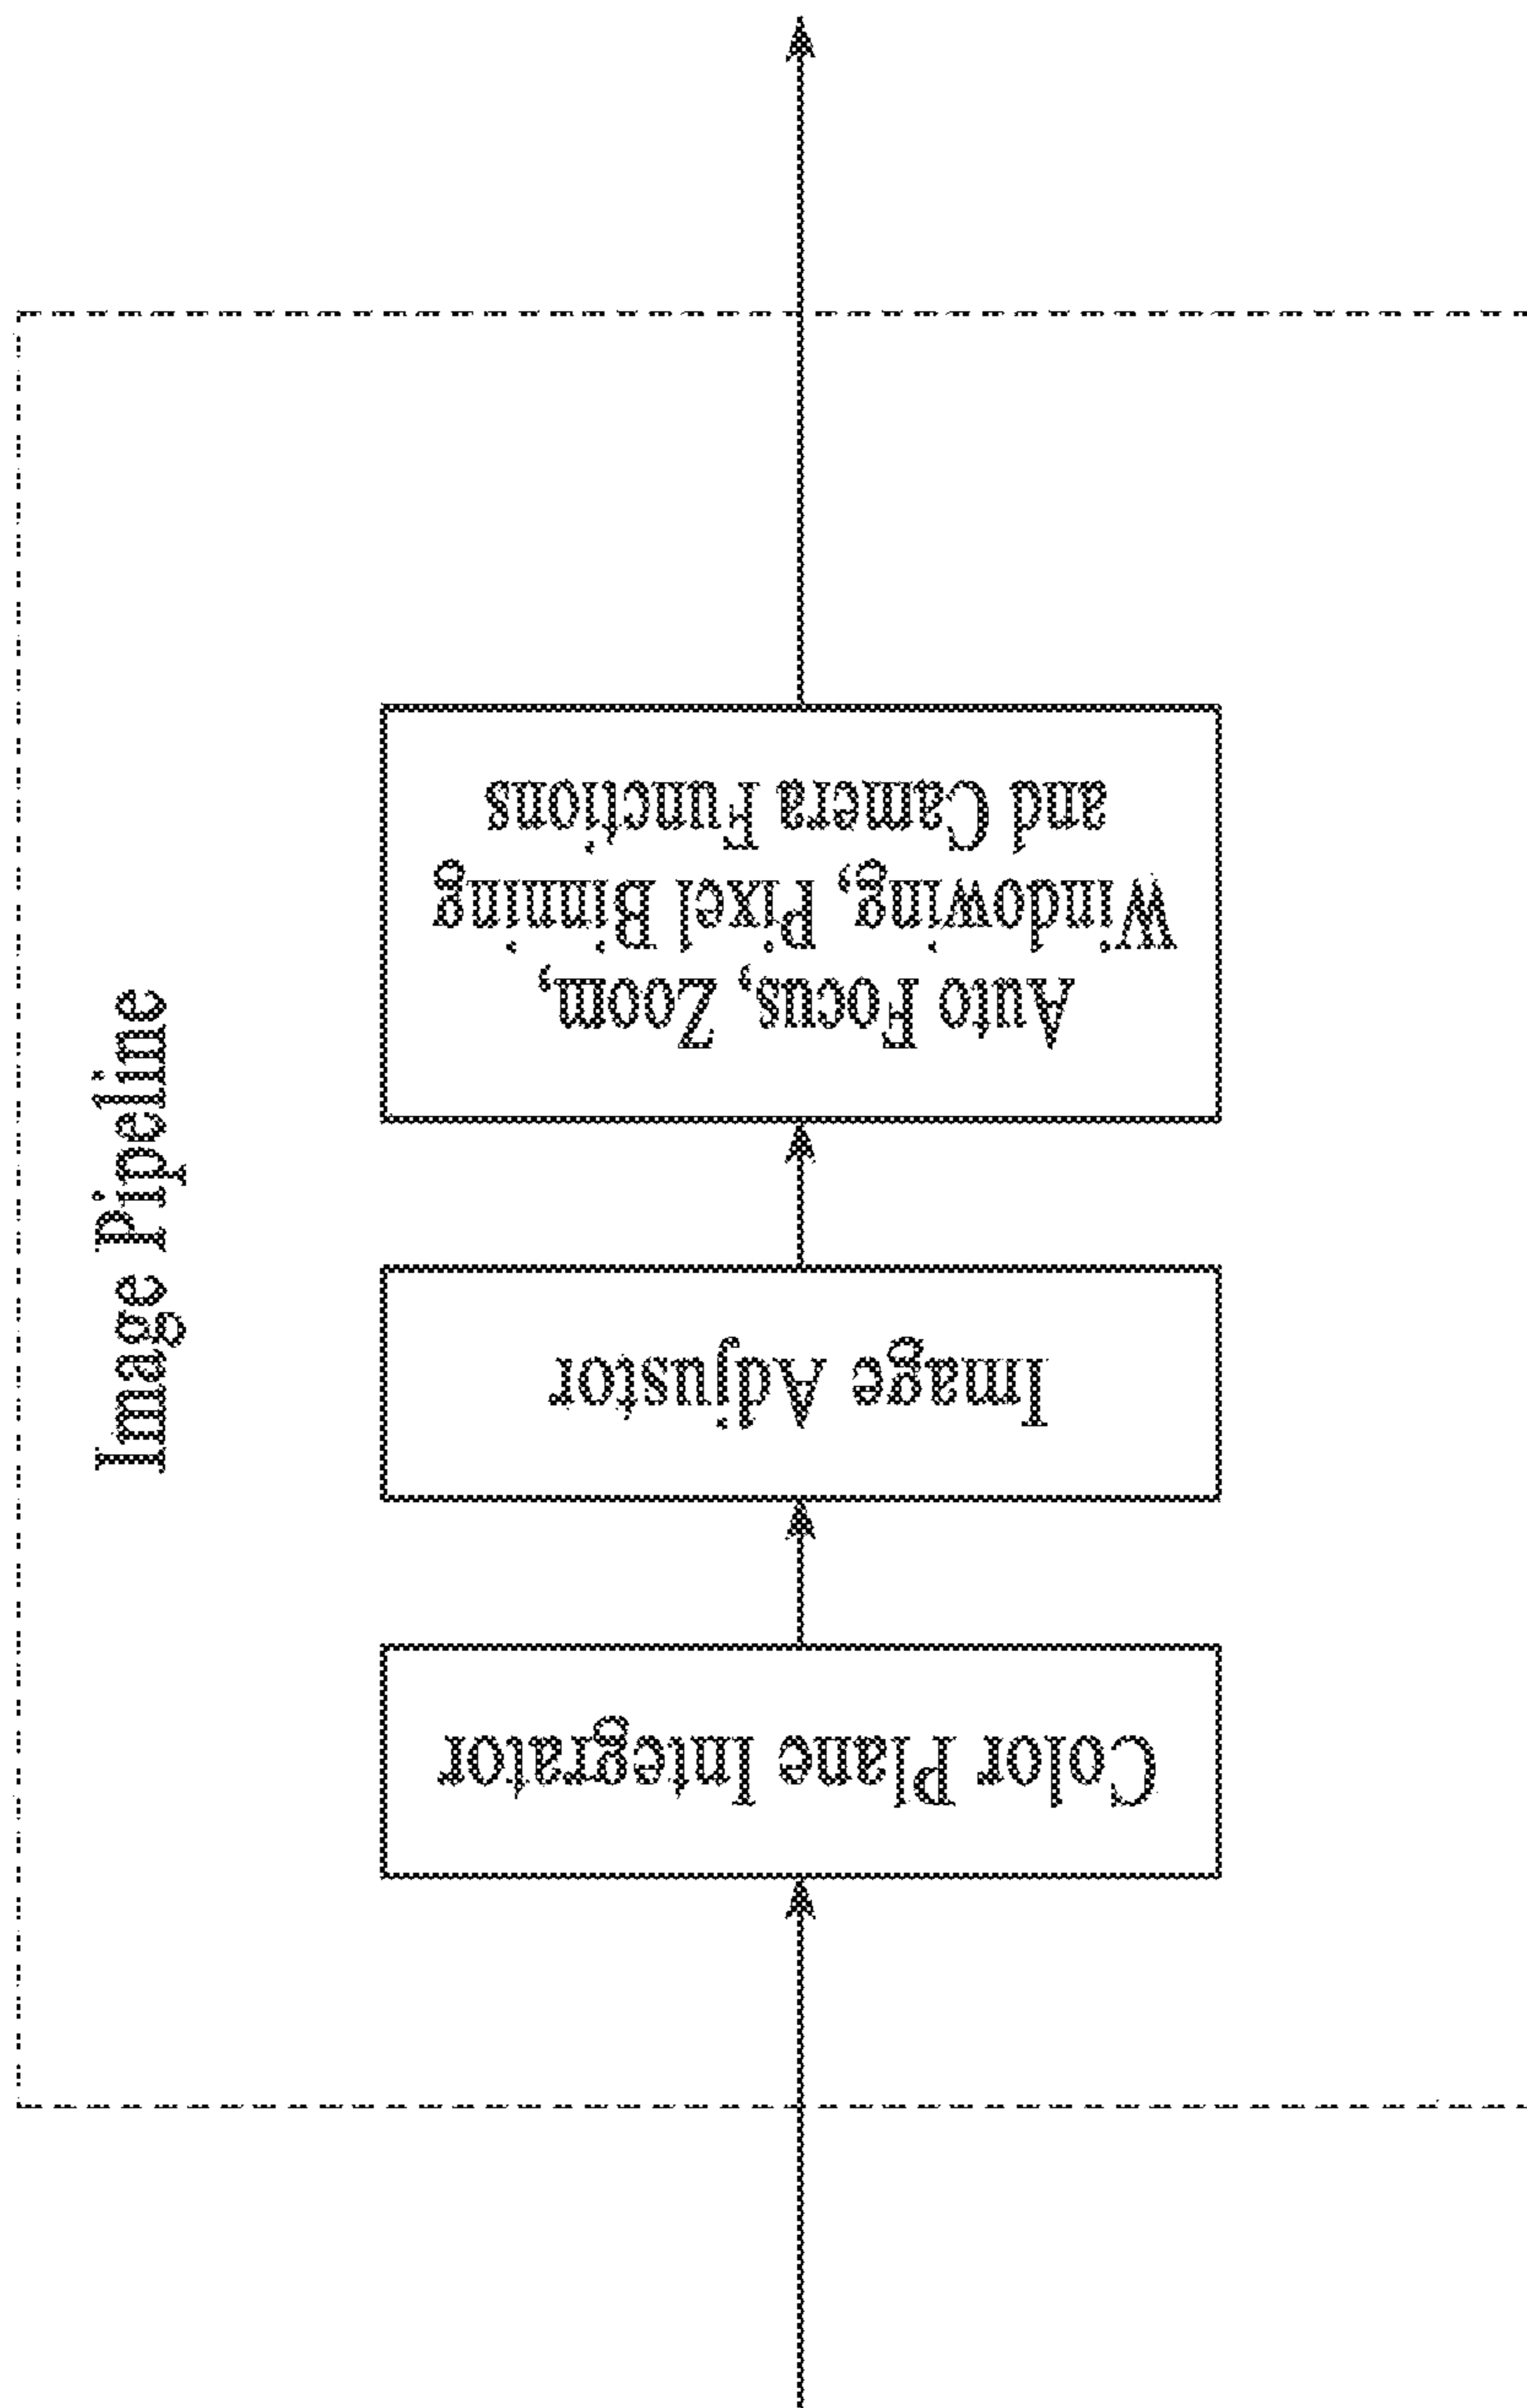 Image Pipeline
Color Plane Integrator
Image Adjustor
Auto Focus, Zoom,
Windowing, Pixel Binning
and Camera Functions